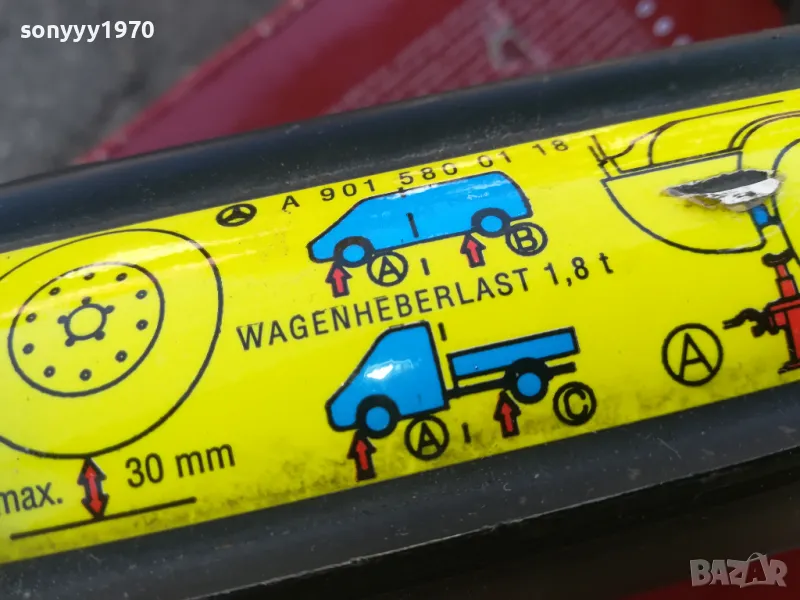 sonyyy1970
A 901 580 01 18
A B
WAGENHEBERLAST 1,8 t
A C
A
max. 30 mm
BAZAR